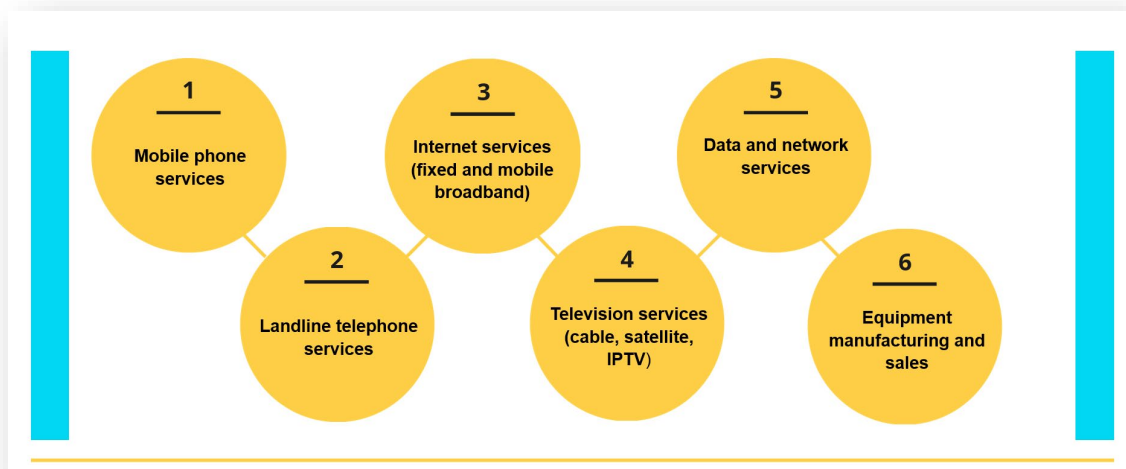 1
Mobile phone
services
2
Landline telephone
services
3
Internet services
(fixed and mobile
broadband)
4
Television services
(cable, satellite,
IPTV)
5
Data and network
services
6
Equipment
manufacturing and
sales